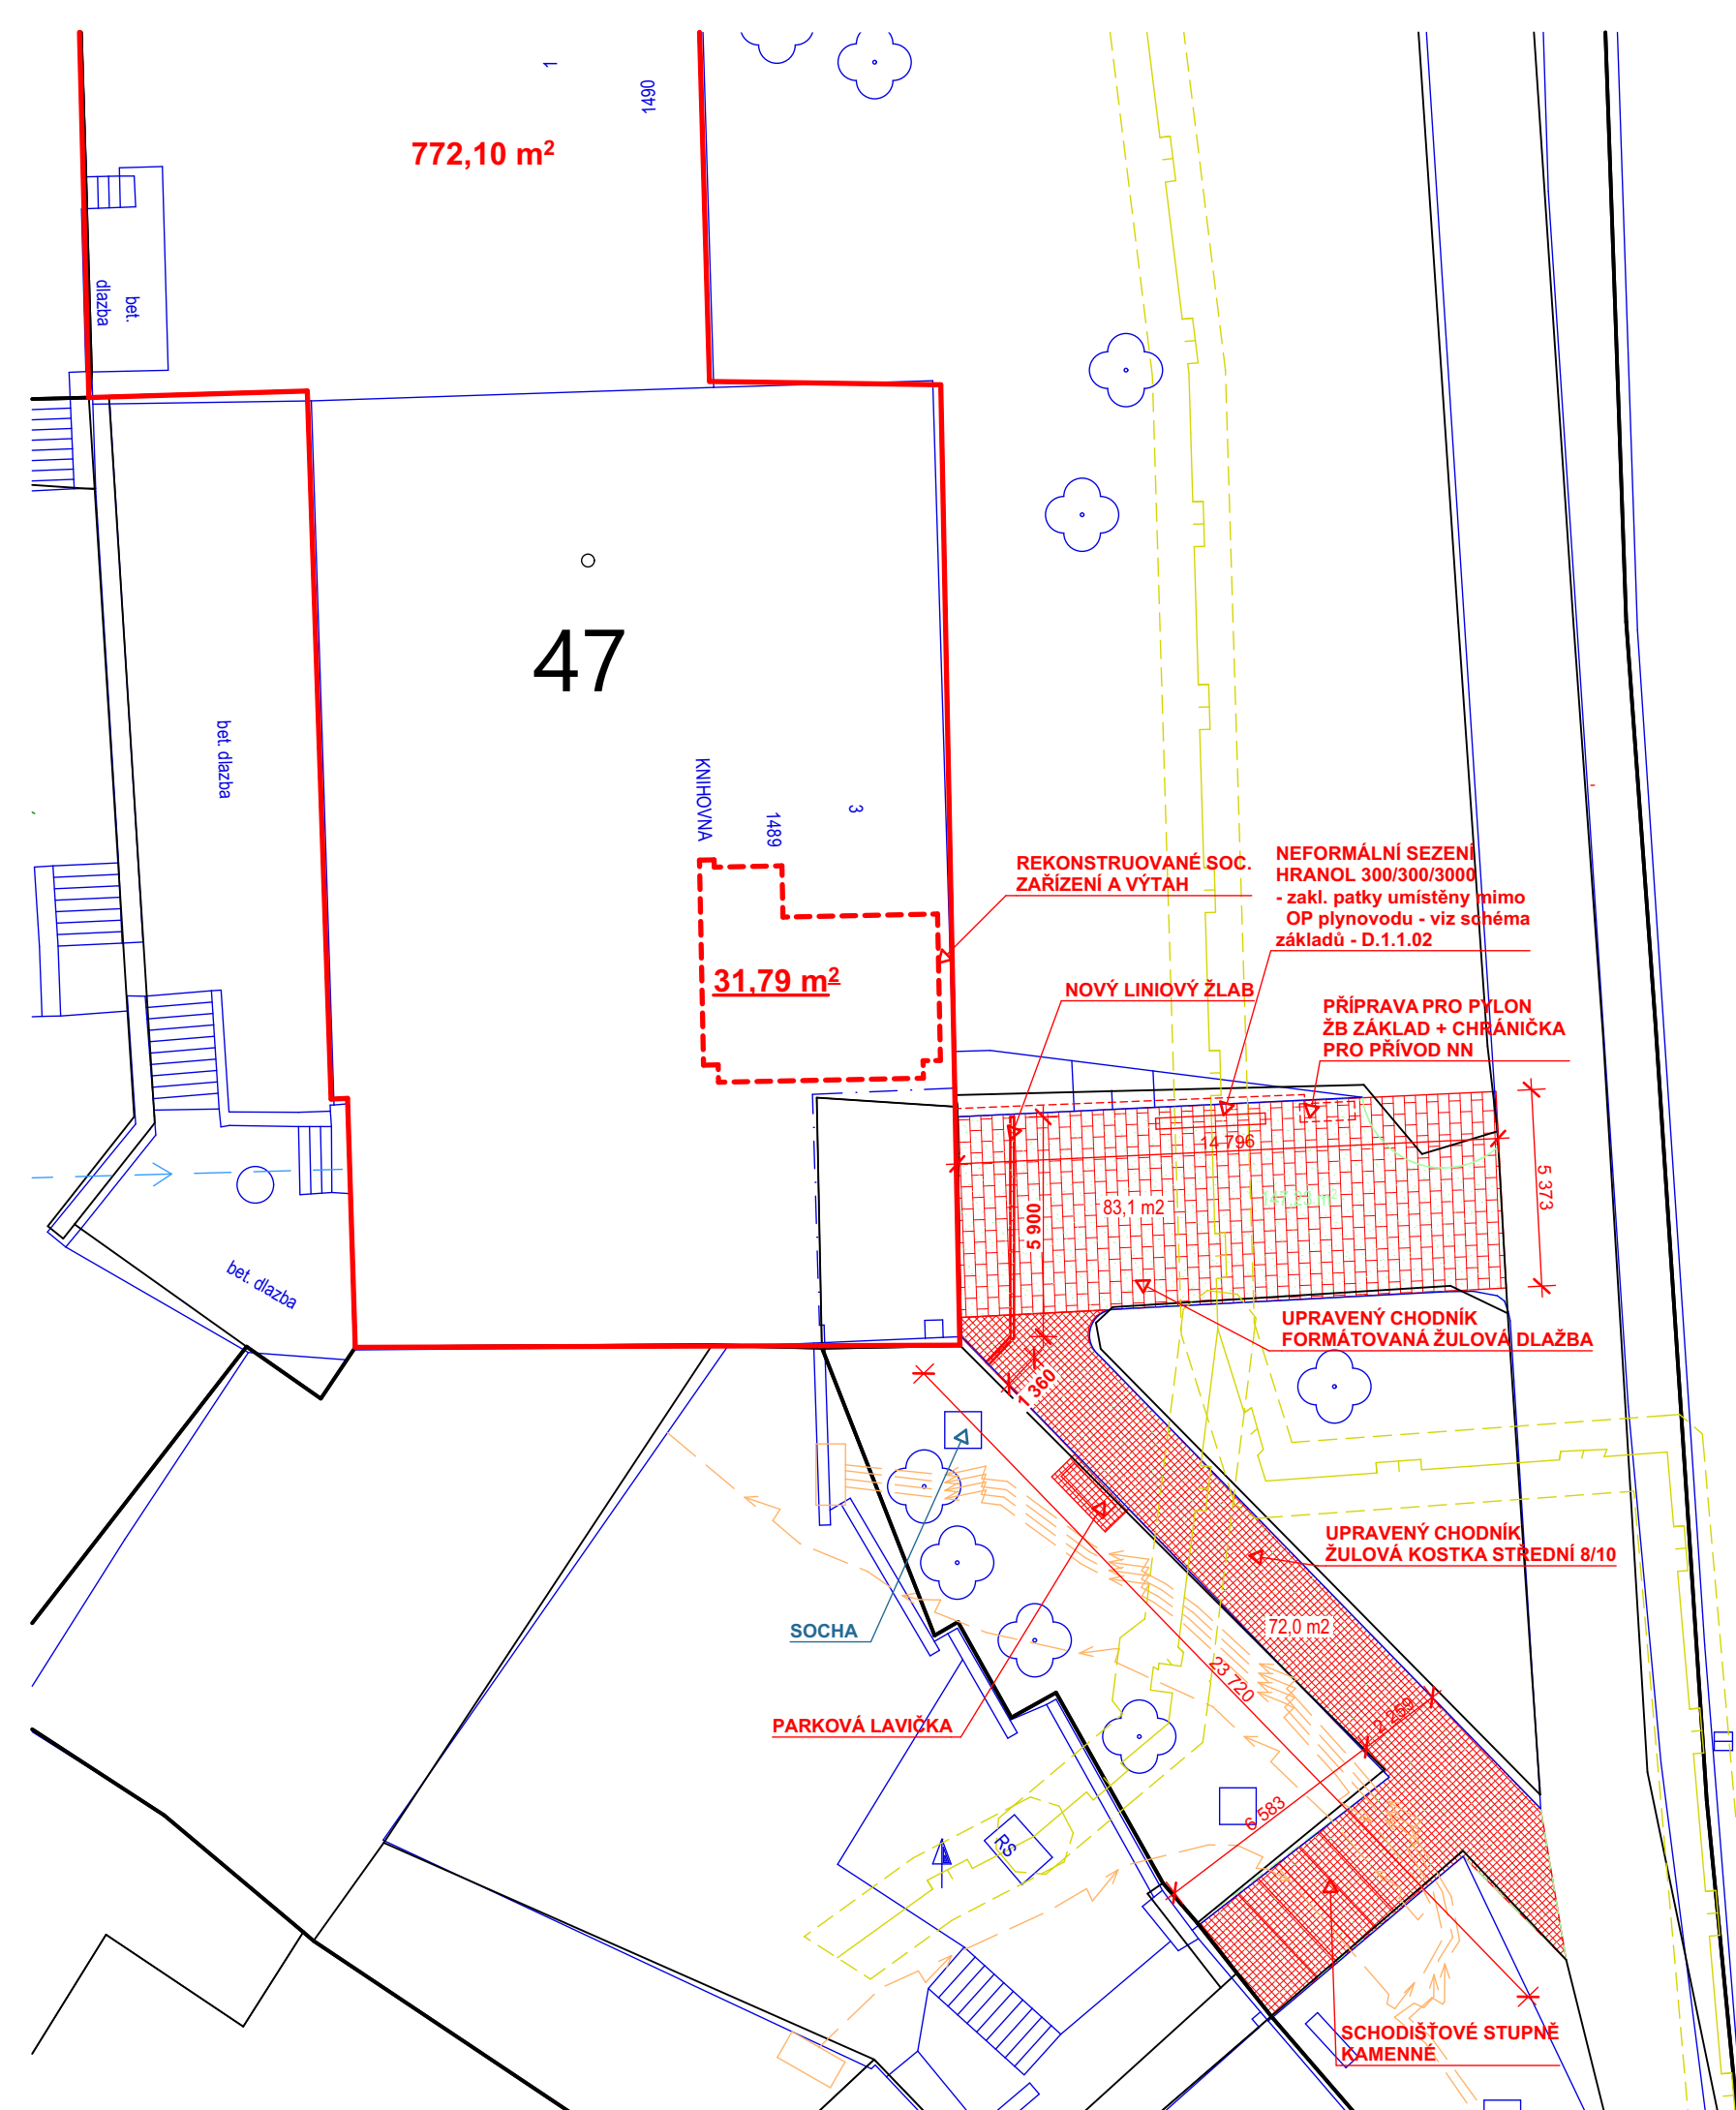 1
1490
772,10 m²
bet.
dlazba
47
bet. dlazba
KNIHOVNA
1489
3
REKONSTRUOVANÉ SOC.
ZAŘÍZENÍ A VÝTAH
NEFORMÁLNÍ SEZENÍ
HRANOL 300/300/3000
- zakl. patky umístěny mimo
OP plynovodu - viz schéma
základů - D.1.1.02
31,79 m²
NOVÝ LINIOVÝ ŽLAB
PŘÍPRAVA PRO PYLON
ŽB ZÁKLAD + CHRÁNIČKA
PRO PŘÍVOD NN
14 796
5 373
83,1 m2
147,23 m²
5 900
bet. dlazba
UPRAVENÝ CHODNÍK
FORMÁTOVANÁ ŽULOVÁ DLAŽBA
1 360
UPRAVENÝ CHODNÍK
ŽULOVÁ KOSTKA STŘEDNÍ 8/10
SOCHA
72,0 m2
23 720
2 259
PARKOVÁ LAVIČKA
6 583
RS
SCHODIŠŤOVÉ STUPNĚ
KAMENNÉ